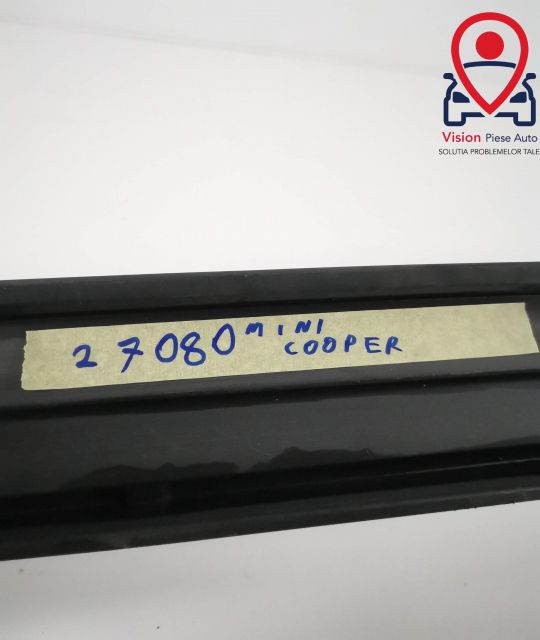 Vision Piese Auto
SOLUTIA PROBLEMELOR TALE
27080 MINI
COOPER